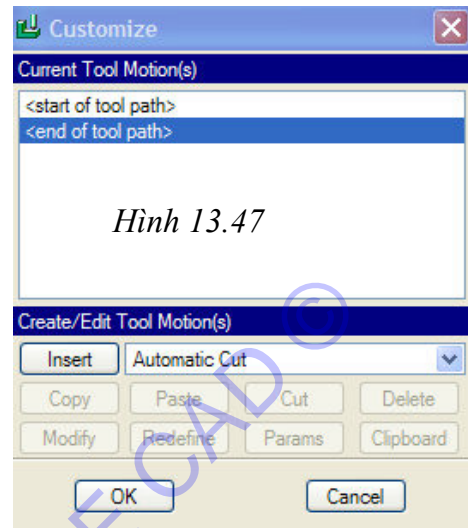 Customize
Current Tool Motion(s)
<start of tool path>
<end of tool path>
Hình 13.47
Create/Edit Tool Motion(s)
Insert Automatic Cut
Copy Paste Cut Delete
Modify Redefine Params Clipboard
OK Cancel
E CAD ©